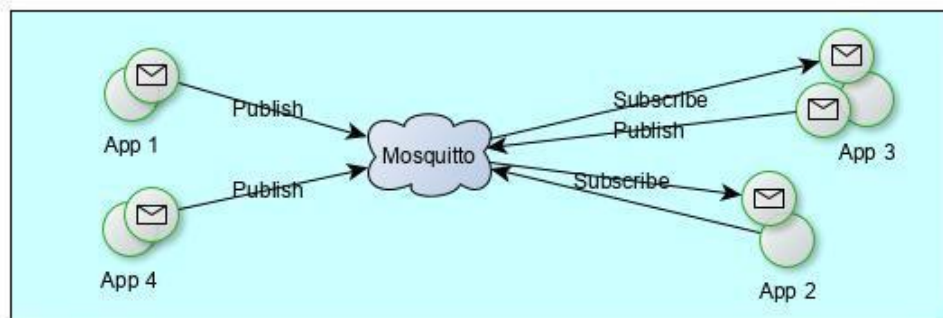 Publish
Subscribe
App 1
Publish
Mosquitto
App 3
Publish
Subscribe
App 4
App 2